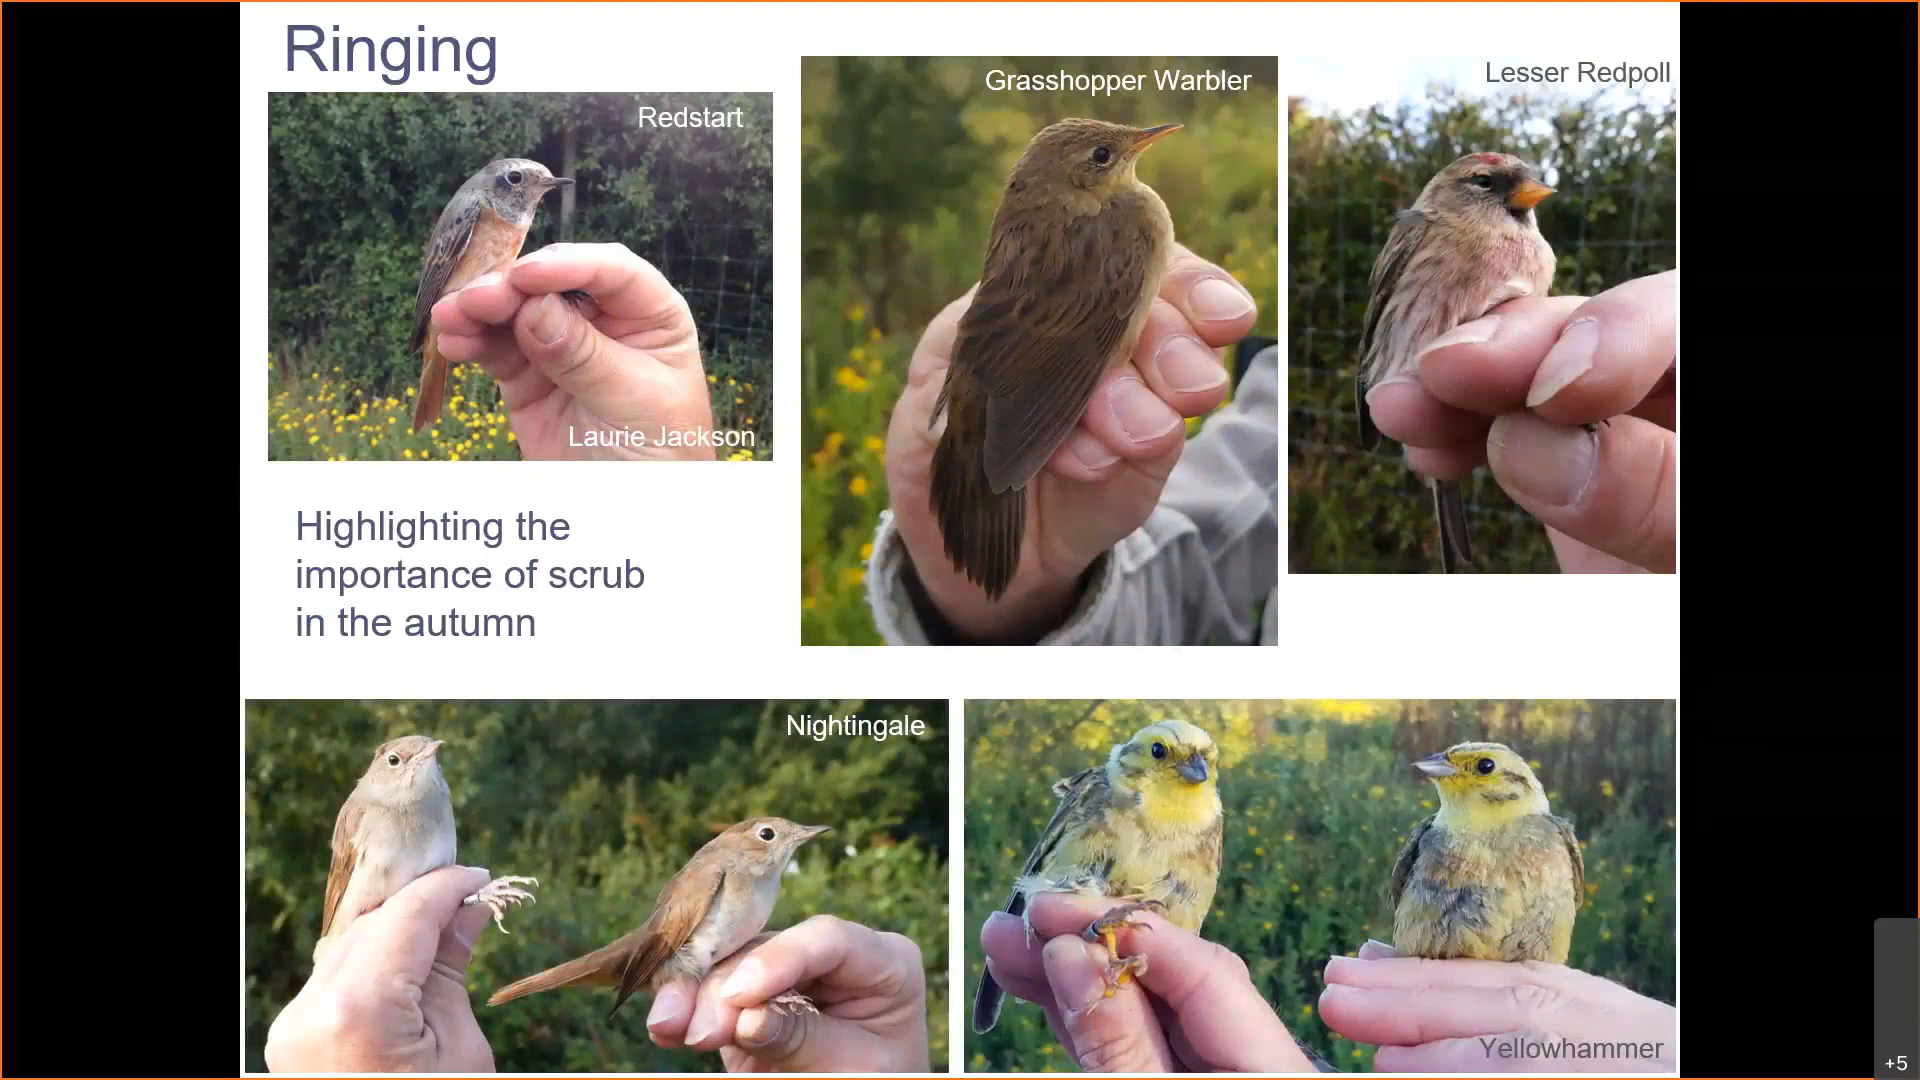 Ringing
Redstart
Laurie Jackson
Grasshopper Warbler
Lesser Redpoll
Highlighting the
importance of scrub
in the autumn
Nightingale
Yellowhammer
+5